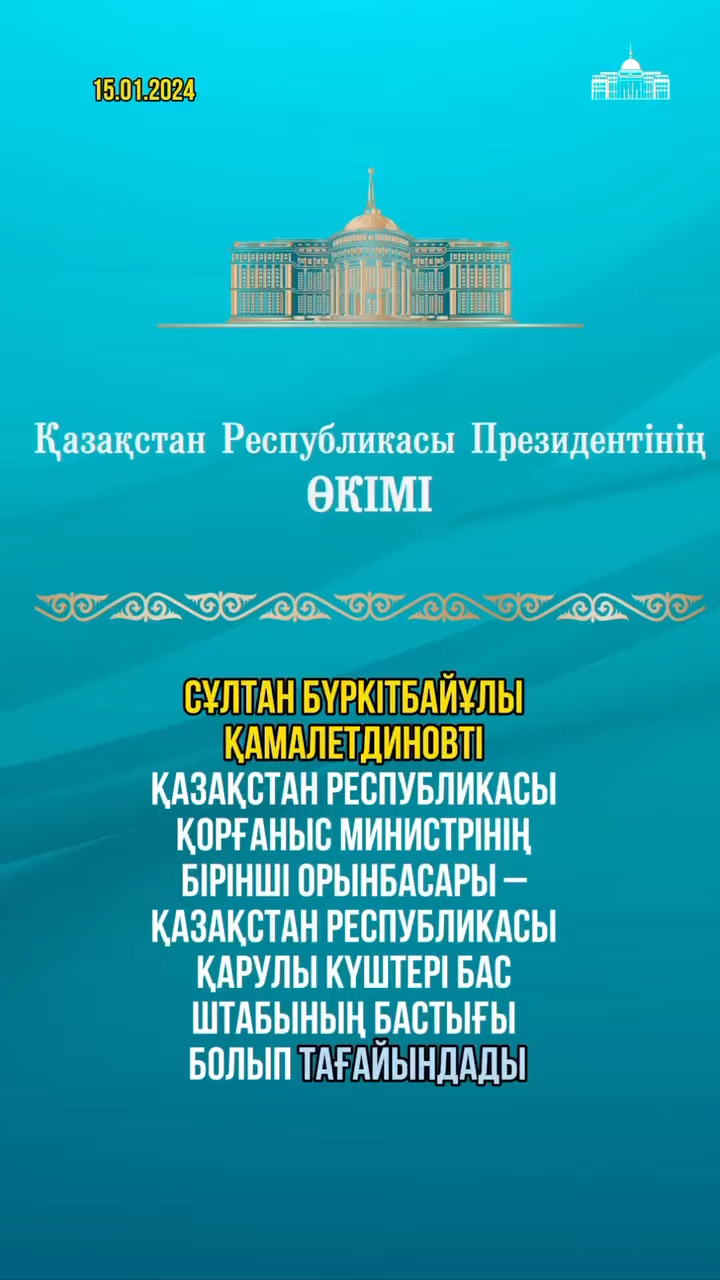 15.01.2024
Қазақстан Республикасы Президентінің
ӨКІМІ
СҰЛТАН БҮРКІТБАЙҰЛЫ
ҚАМАЛЕТДИНОВТІ
ҚАЗАҚСТАН РЕСПУБЛИКАСЫ
ҚОРҒАНЫС МИНИСТРІНІҢ
БІРІНШІ ОРЫНБАСАРЫ –
ҚАЗАҚСТАН РЕСПУБЛИКАСЫ
ҚАРУЛЫ КҮШТЕРІ БАС
ШТАБЫНЫҢ БАСТЫҒЫ
БОЛЫП ТАҒАЙЫНДАДЫ